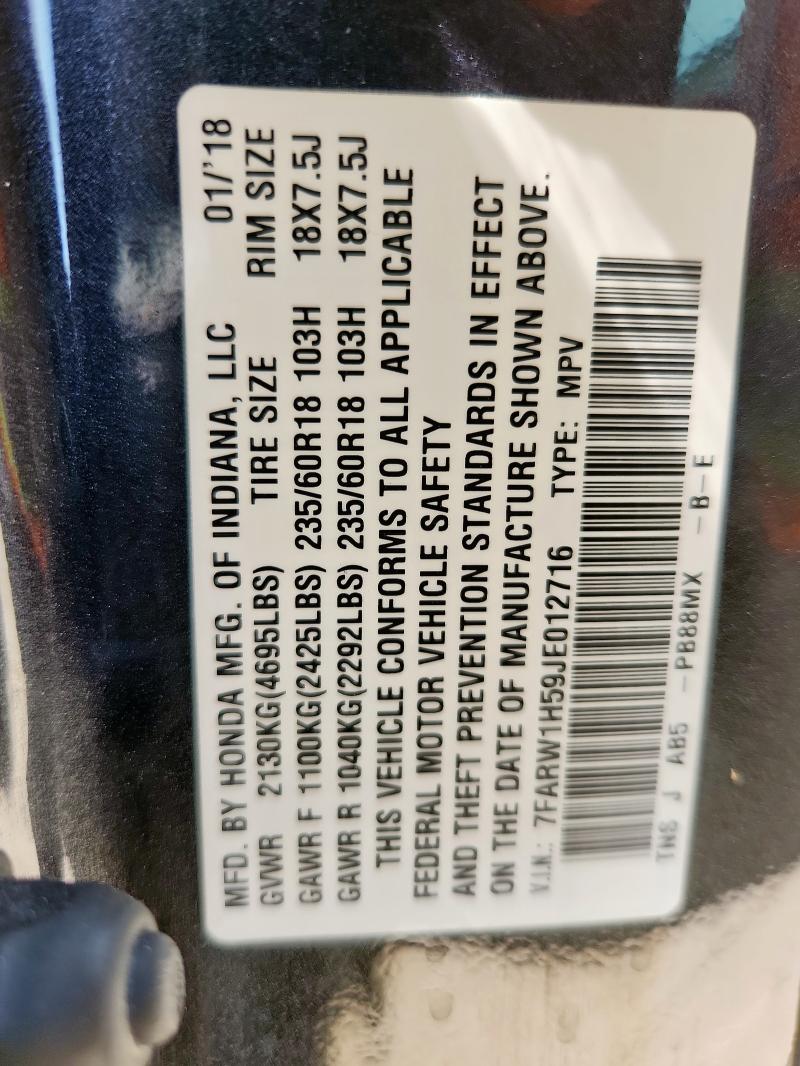 MFD. BY HONDA MFG. OF INDIANA, LLC 01/'18
GVWR 2130KG(4695LBS) TIRE SIZE RIM SIZE
GAWR F 1100KG(2425LBS) 235/60R18 103H 18X7.5J
GAWR R 1040KG(2292LBS) 235/60R18 103H 18X7.5J
THIS VEHICLE CONFORMS TO ALL APPLICABLE
FEDERAL MOTOR VEHICLE SAFETY
AND THEFT PREVENTION STANDARDS IN EFFECT
ON THE DATE OF MANUFACTURE SHOWN ABOVE.
V.I.N.: 7FARW1H59JE012716 TYPE: MPV
TN6 J AB5 -PB88MX -B-E